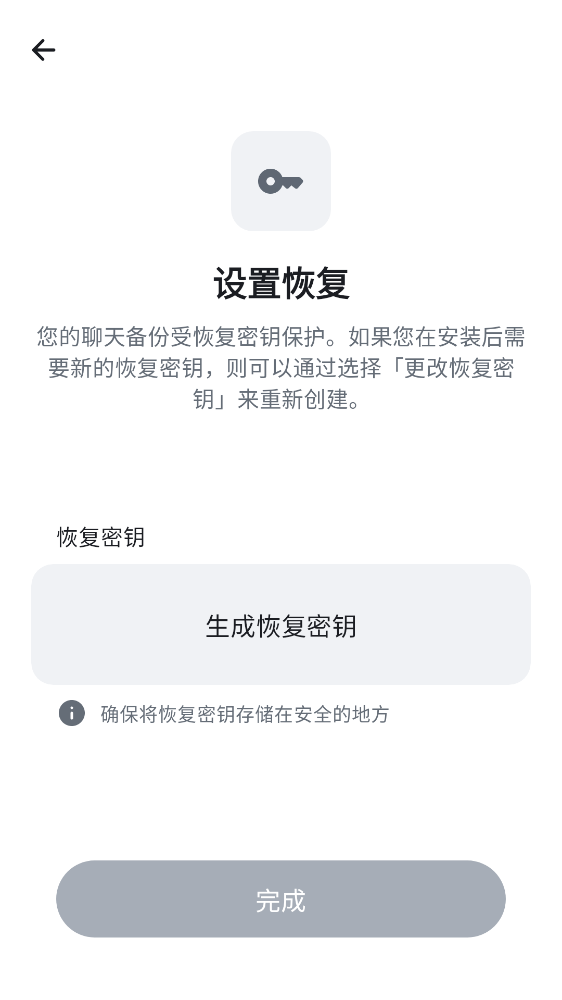 设置恢复
您的聊天备份受恢复密钥保护。如果您在安装后需
要新的恢复密钥，则可以通过选择「更改恢复密
钥」来重新创建。
恢复密钥
生成恢复密钥
确保将恢复密钥存储在安全的地方
完成